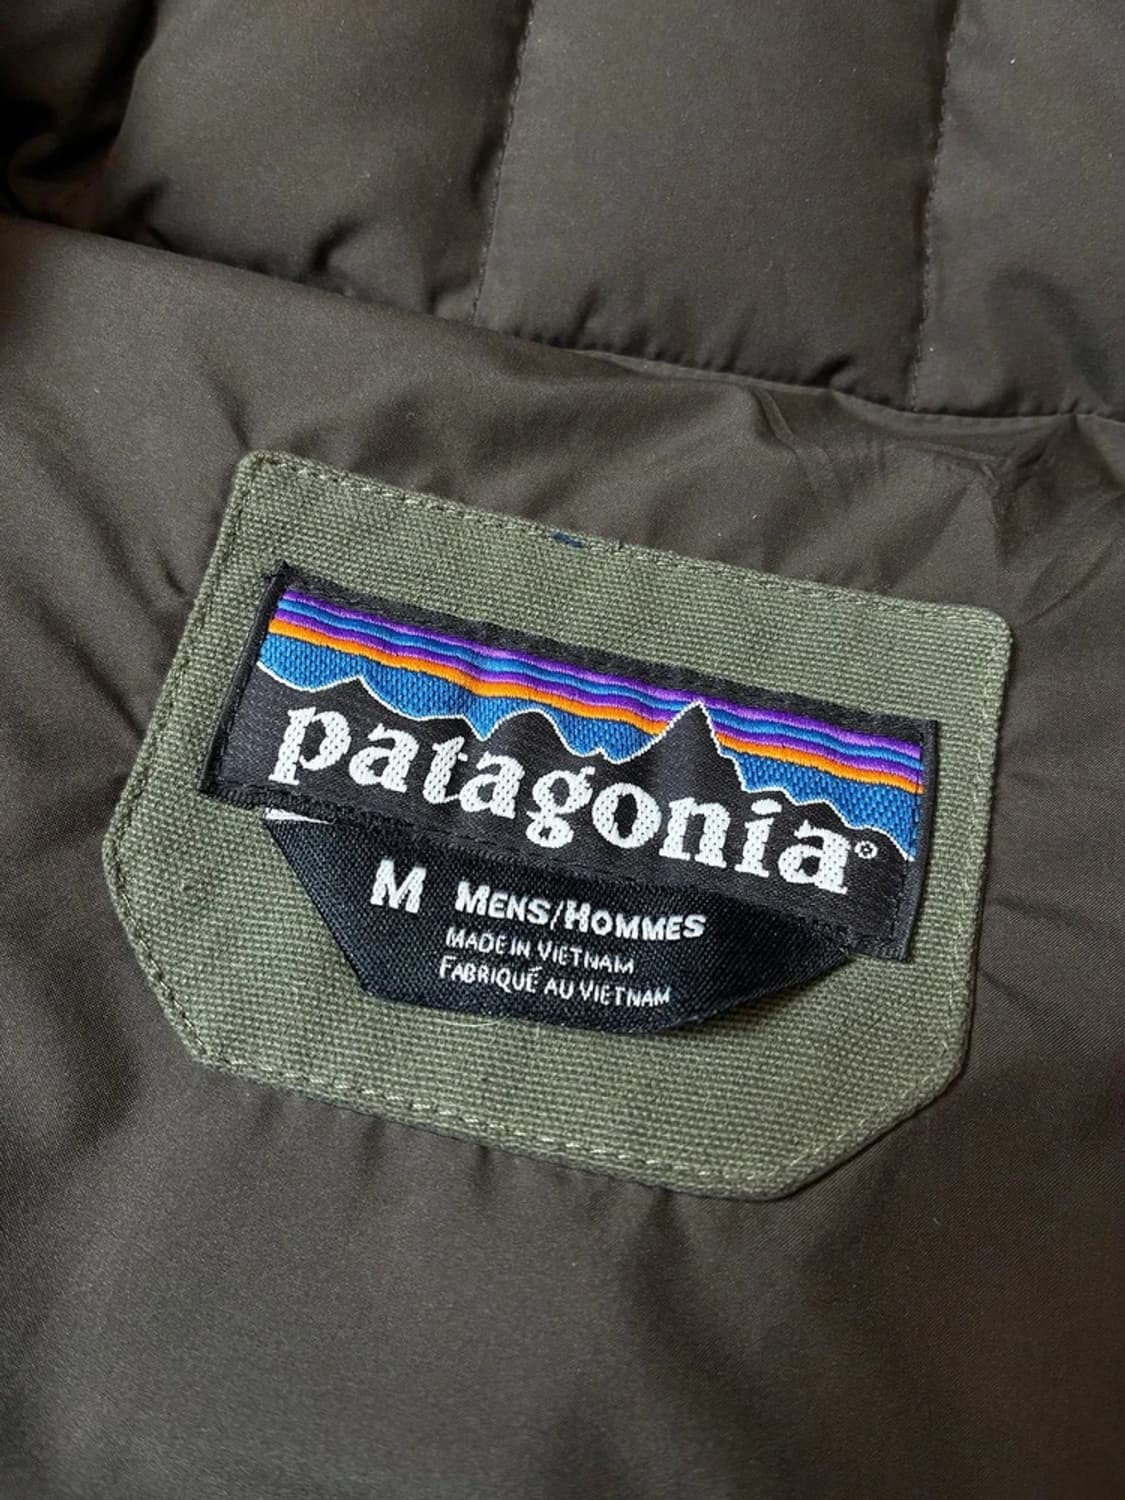 patagonia®
M MENS/HOMMES
MADE IN VIETNAM
FABRIQUÉ AU VIETNAM